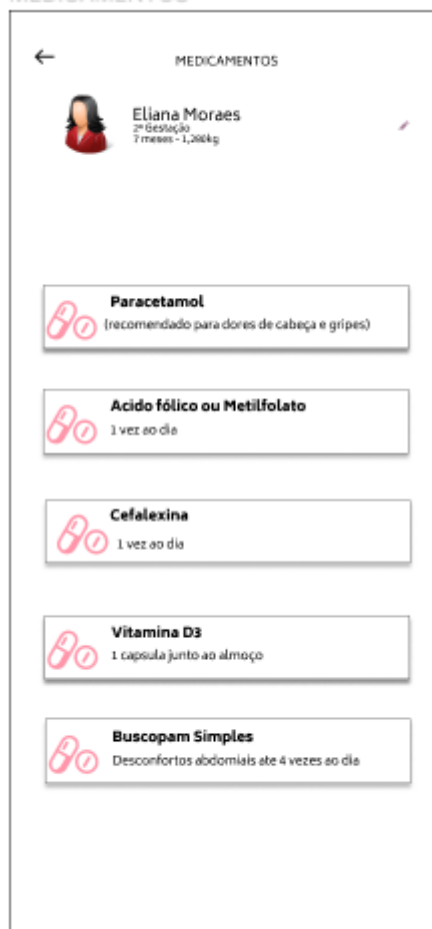 MEDICAMENTOS
MEDICAMENTOS
Eliana Moraes
2ª Gestação
7 meses - 1,280kg
Paracetamol
(recomendado para dores de cabeça e gripes)
Acido fólico ou Metilfolato
1 vez ao dia
Cefalexina
1 vez ao dia
Vitamina D3
1 capsula junto ao almoço
Buscopam Simples
Desconfortos abdomiais ate 4 vezes ao dia